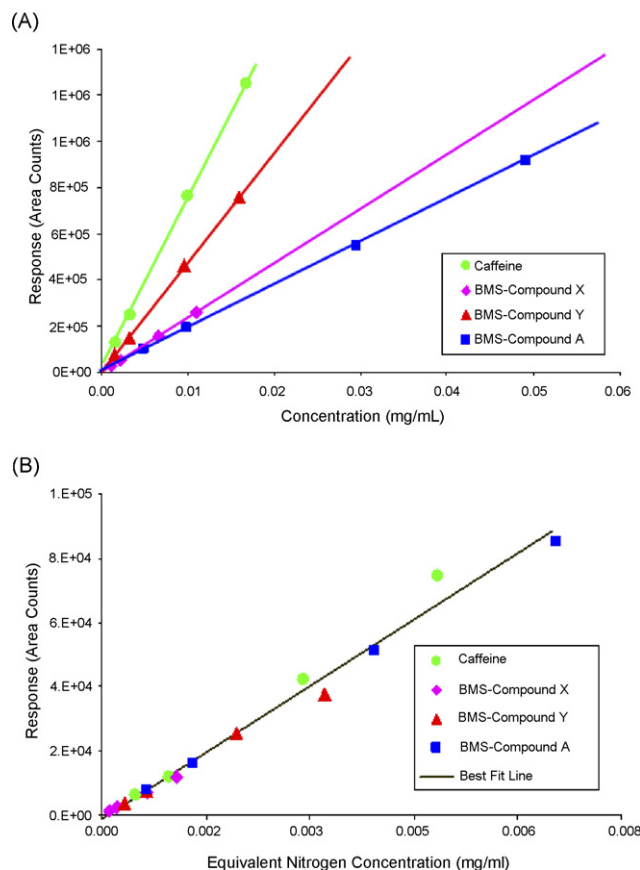 (A)
1E+06
1E+06
1E+06
8E+05
6E+05
4E+05
2E+05
0E+00
Response (Area Counts)
0.00
0.01
0.02
0.03
0.04
0.05
0.06
Concentration (mg/mL)
Caffeine
BMS-Compound X
BMS-Compound Y
BMS-Compound A
(B)
1.E+05
8.E+04
6.E+04
4.E+04
2.E+04
0.E+00
Response (Area Counts)
0.000
0.002
0.003
0.005
0.006
0.008
Equivalent Nitrogen Concentration (mg/ml)
Caffeine
BMS-Compound X
BMS-Compound Y
BMS-Compound A
Best Fit Line